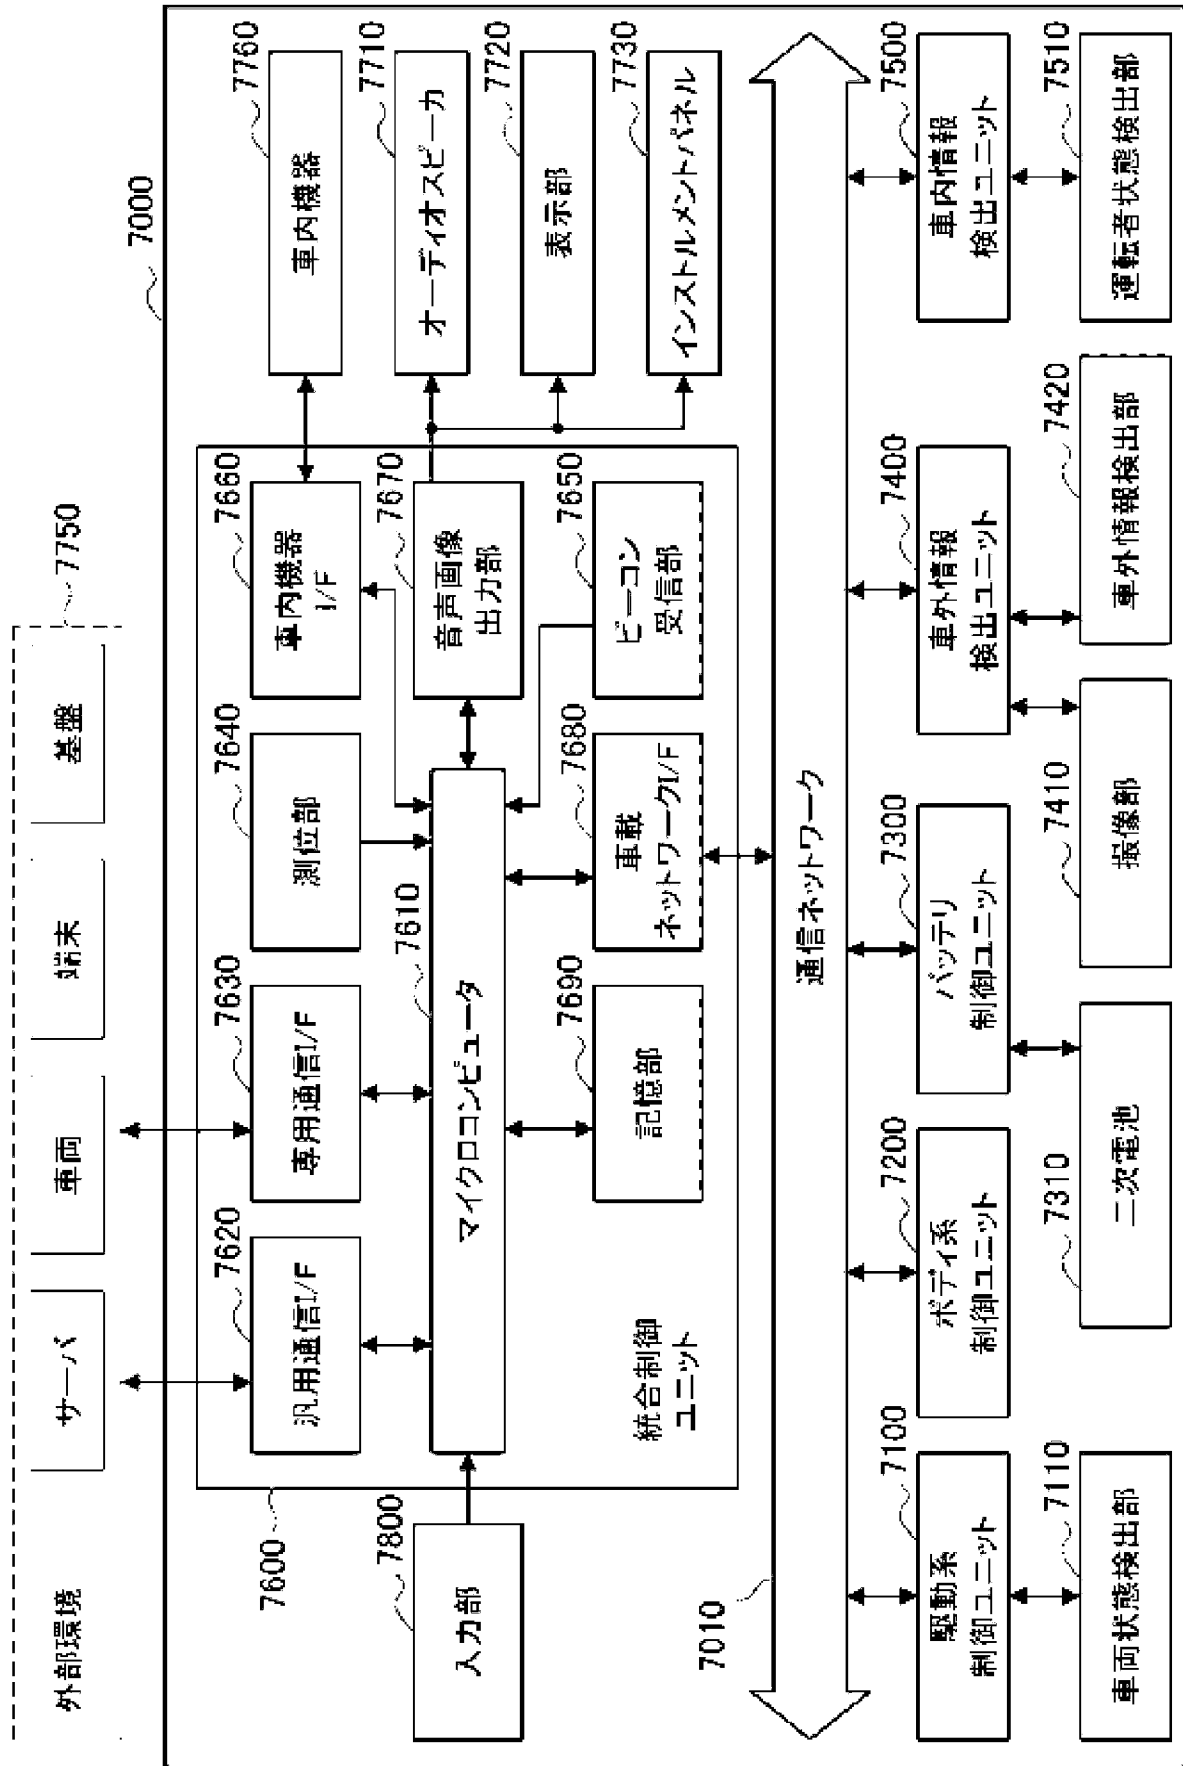 外部環境
サーバ
車両
端末
基盤
7750
7000
7600
7620
汎用通信I/F
7630
専用通信I/F
7640
測位部
7660
車内機器
I/F
7760
車内機器
7800
入力部
7610
マイクロコンピュータ
7670
音声画像
出力部
7710
オーディオスピーカ
7720
表示部
7730
インストルメントパネル
統合制御
ユニット
7690
記憶部
7680
車載
ネットワークI/F
7650
ビーコン
受信部
7010
通信ネットワーク
7100
駆動系
制御ユニット
7200
ボディ系
制御ユニット
7300
バッテリ
制御ユニット
7400
車外情報
検出ユニット
7500
車内情報
検出ユニット
7110
車両状態検出部
7310
二次電池
7410
撮像部
7420
車外情報検出部
7510
運転者状態検出部